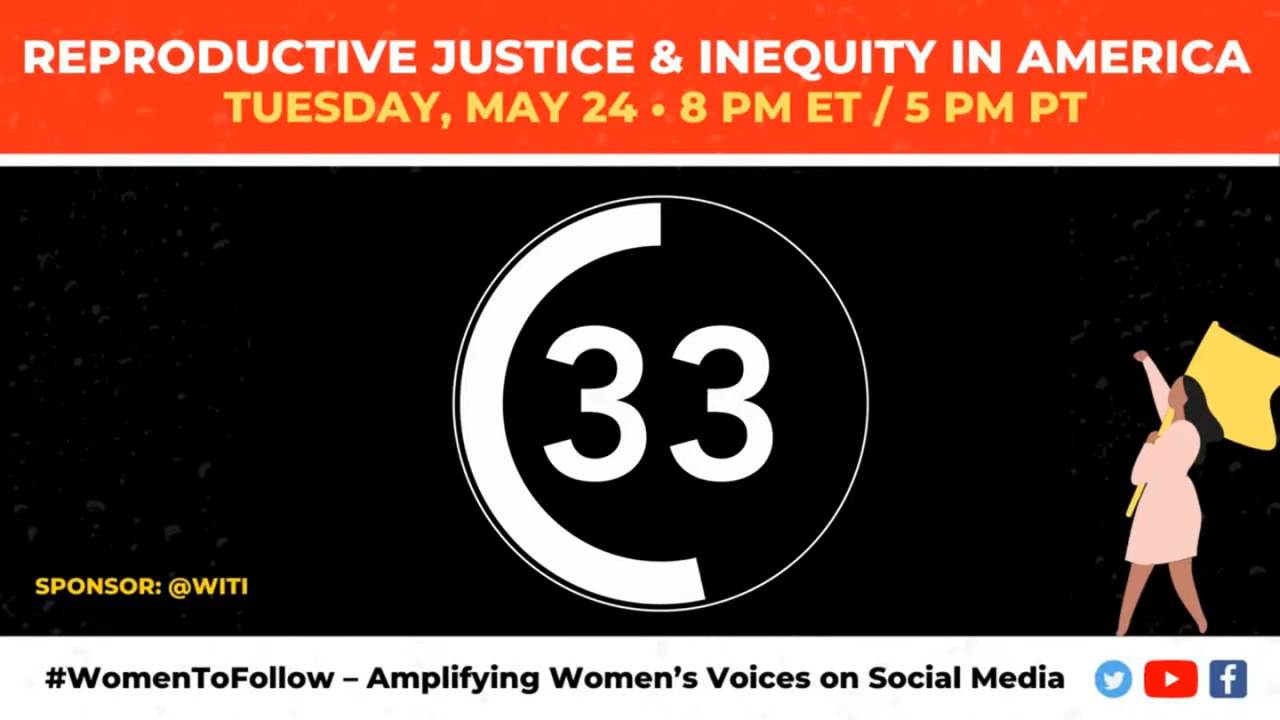 REPRODUCTIVE JUSTICE & INEQUITY IN AMERICA
TUESDAY, MAY 24 • 8 PM ET / 5 PM PT
33
SPONSOR: @WITI
#WomenToFollow – Amplifying Women’s Voices on Social Media